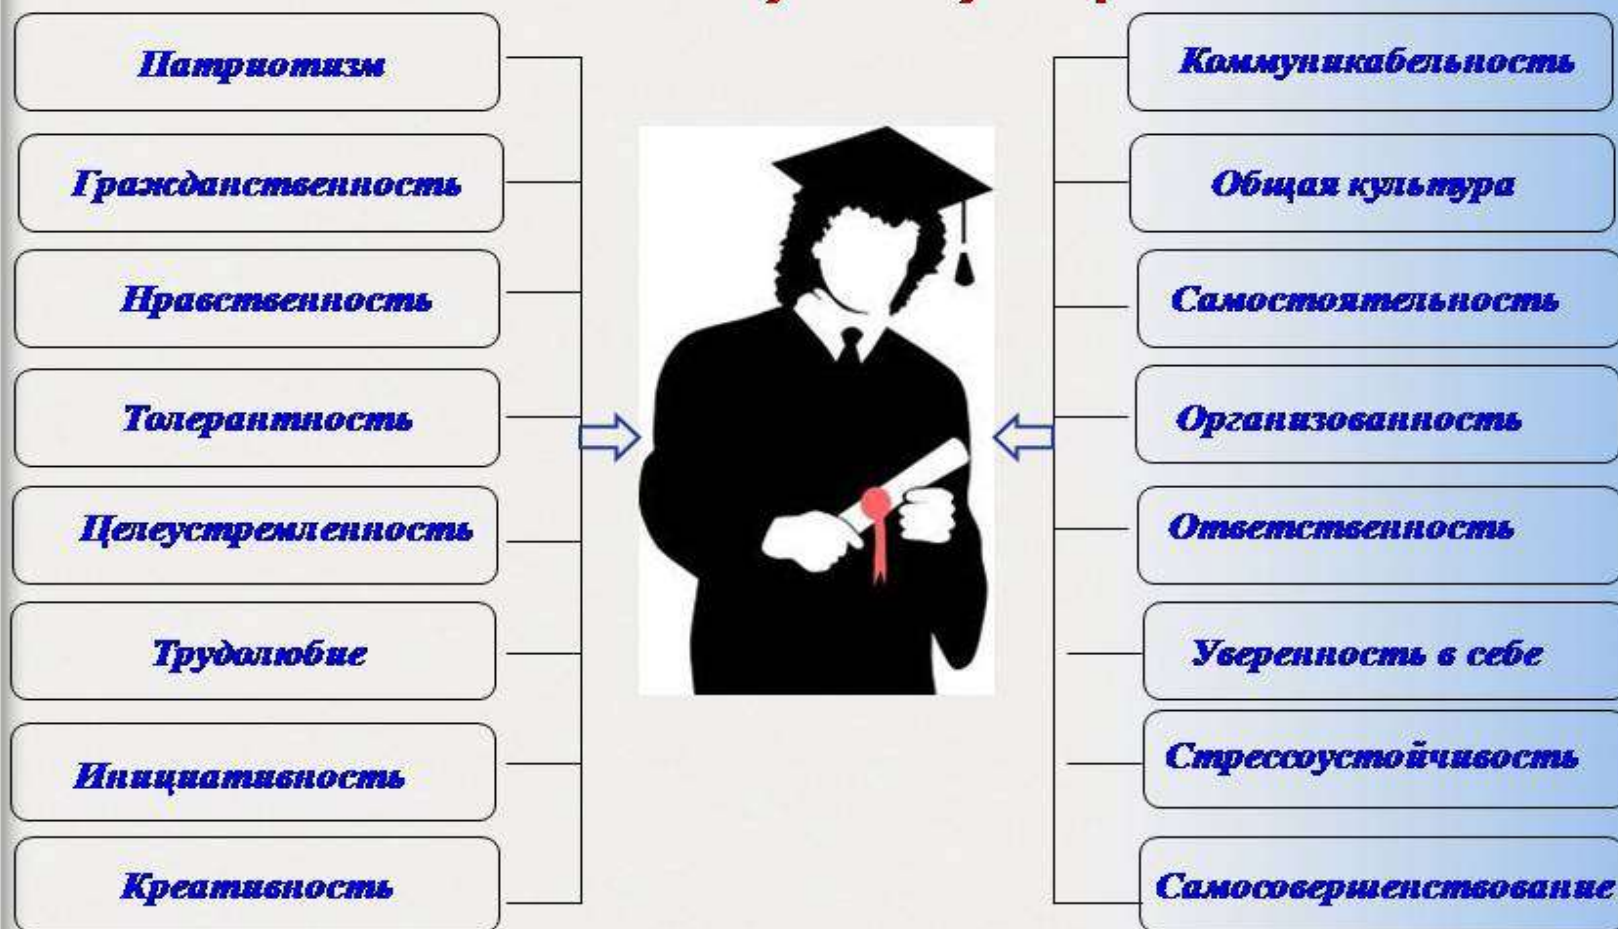 Патриотизм
Гражданственность
Нравственность
Толерантность
Целеустремленность
Трудолюбие
Инициативность
Креативность
Коммуникабельность
Общая культура
Самостоятельность
Организованность
Ответственность
Уверенность в себе
Стрессоустойчивость
Самосовершенствование